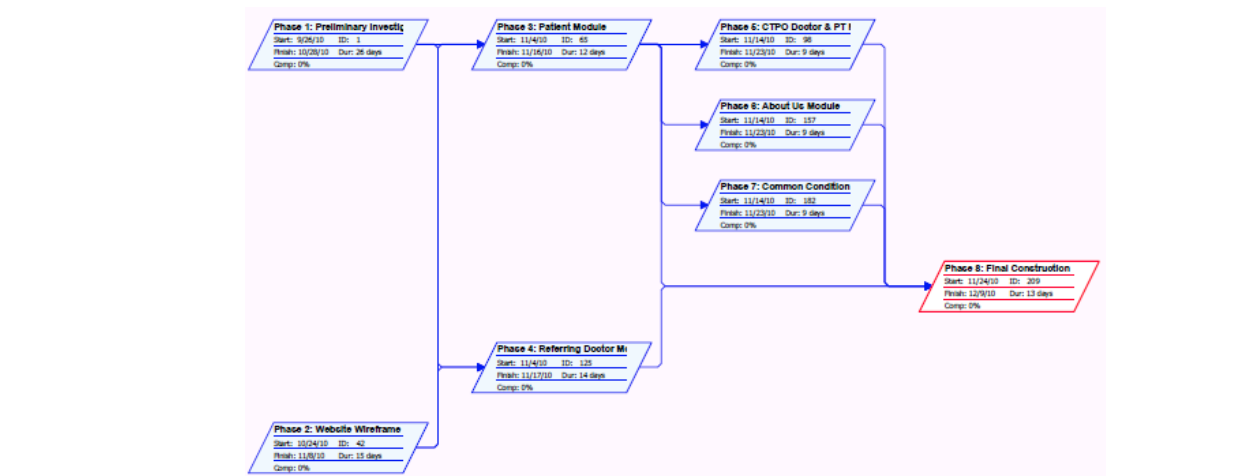 Phase 1: Preliminary Investig
Start: 9/26/10 ID: 1
Finish: 10/28/10 Dur: 26 days
Comp: 0%
Phase 3: Patient Module
Start: 11/4/10 ID: 65
Finish: 11/16/10 Dur: 12 days
Comp: 0%
Phase 5: CTPO Doctor & PT
Start: 11/14/10 ID: 98
Finish: 11/23/10 Dur: 9 days
Comp: 0%
Phase 6: About Us Module
Start: 11/14/10 ID: 157
Finish: 11/23/10 Dur: 9 days
Comp: 0%
Phase 7: Common Condition
Start: 11/14/10 ID: 182
Finish: 11/23/10 Dur: 9 days
Comp: 0%
Phase 8: Final Construction
Start: 11/24/10 ID: 209
Finish: 12/9/10 Dur: 13 days
Comp: 0%
Phase 4: Referring Doctor M
Start: 11/4/10 ID: 125
Finish: 11/17/10 Dur: 14 days
Comp: 0%
Phase 2: Website Wireframe
Start: 10/24/10 ID: 42
Finish: 11/8/10 Dur: 15 days
Comp: 0%